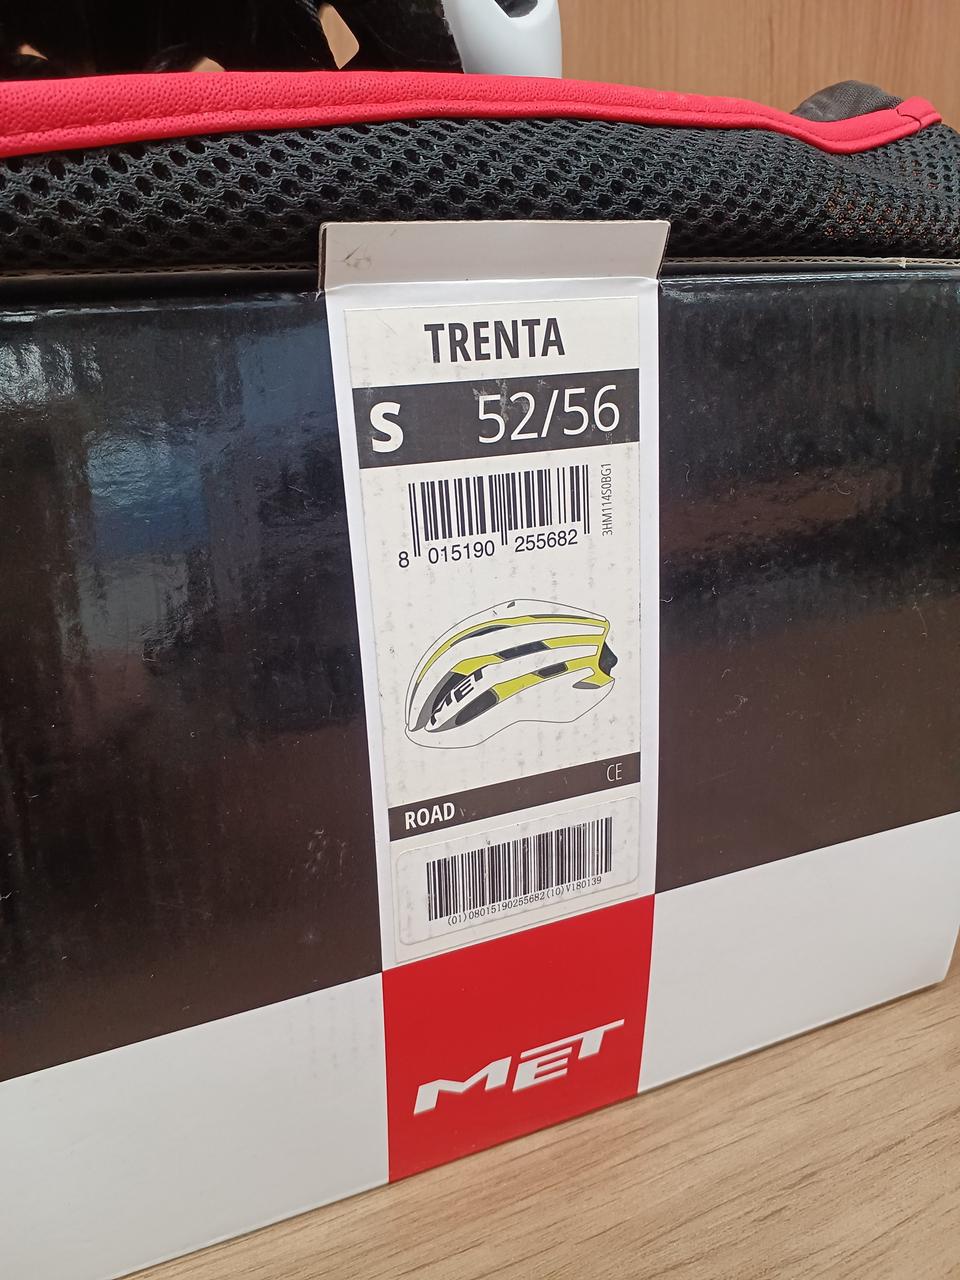 TRENTA
S 52/56
3HM114S0BG1
8 015190 255682
MET
ROAD CE
(01)08015190255682(10)V180139
MET